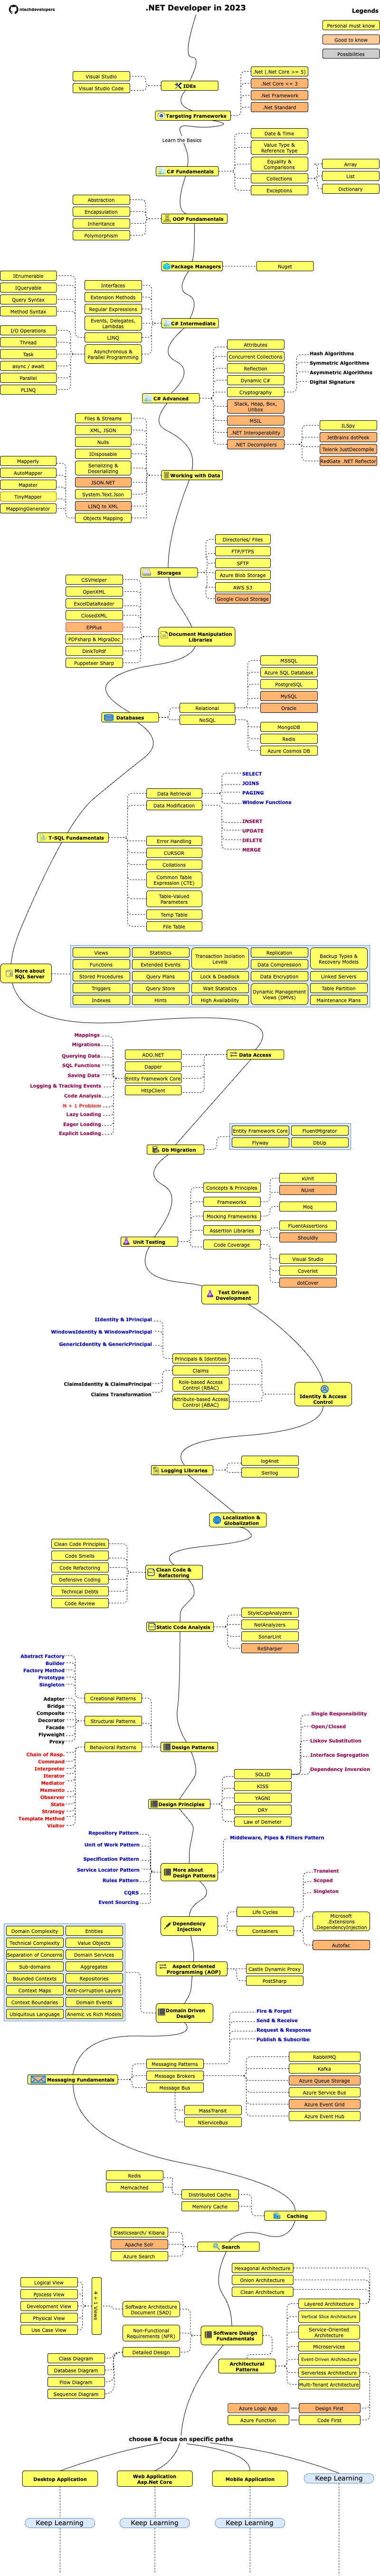 ntechdevelopers
.NET Developer in 2023
Legends
Personal must know
Good to know
Possibilities
Visual Studio
Visual Studio Code
IDEs
.Net (.Net Core >= 5)
.Net Core <= 3
.Net Framework
.Net Standard
Targeting Frameworks
Learn the Basics
Date & Time
Value Type &
Reference Type
Equality &
Comparisons
Collections
Exceptions
Array
List
Dictionary
C# Fundamentals
Abstraction
Encapsulation
Inheritance
Polymorphism
OOP Fundamentals
Package Managers
Nuget
IEnumerable
IQueryable
Query Syntax
Method Syntax
I/O Operations
Thread
Task
async / await
Parallel
PLINQ
Interfaces
Extension Methods
Regular Expressions
Events, Delegates,
Lambdas
LINQ
Asynchronous &
Parallel Programming
C# Intermediate
C# Advanced
Attributes
Concurrent Collections
Reflection
Dynamic C#
Cryptography
Stack, Heap, Box,
Unbox
MSIL
.NET Interoperability
.NET Decompilers
Hash Algorithms
Symmetric Algorithms
Asymmetric Algorithms
Digital Signature
ILSpy
JetBrains dotPeek
Telerik JustDecompile
RedGate .NET Reflector
Files & Streams
XML, JSON
Nulls
IDisposable
Serializing &
Deserializing
JSON.NET
System.Text.Json
LINQ to XML
Objects Mapping
Mapperly
AutoMapper
Mapster
TinyMapper
MappingGenerator
Working with Data
Directories/ Files
FTP/FTPS
SFTP
Azure Blob Storage
AWS S3
Google Cloud Storage
Storages
CSVHelper
OpenXML
ExcelDataReader
ClosedXML
EPPlus
PDFsharp & MigraDoc
DinkToPdf
Puppeteer Sharp
Document Manipulation
Libraries
Databases
Relational
NoSQL
MSSQL
Azure SQL Database
PostgreSQL
MySQL
Oracle
MongoDB
Redis
Azure Cosmos DB
T-SQL Fundamentals
Data Retrieval
Data Modification
Error Handling
CURSOR
Collations
Common Table
Expression (CTE)
Table-Valued
Parameters
Temp Table
File Table
SELECT
JOINS
PAGING
Window Functions
INSERT
UPDATE
DELETE
MERGE
More about
SQL Server
Views
Functions
Stored Procedures
Triggers
Indexes
Statistics
Extended Events
Query Plans
Query Store
Hints
Transaction Isolation
Levels
Lock & Deadlock
Wait Statistics
High Availability
Replication
Data Compression
Data Encryption
Dynamic Management
Views (DMVs)
Backup Types &
Recovery Models
Linked Servers
Table Partition
Maintenance Plans
Mappings
Migrations
Querying Data
SQL Functions
Saving Data
Logging & Tracking Events
Code Analysis
N + 1 Problem
Lazy Loading
Eager Loading
Explicit Loading
ADO.NET
Dapper
Entity Framework Core
HttpClient
Data Access
Db Migration
Entity Framework Core
FluentMigrator
Flyway
DbUp
Unit Testing
Concepts & Principles
Frameworks
Mocking Frameworks
Assertion Libraries
Code Coverage
xUnit
NUnit
Moq
FluentAssertions
Shouldly
Visual Studio
Coverlet
dotCover
Test Driven
Development
IIdentity & IPrincipal
WindowsIdentity & WindowsPrincipal
GenericIdentity & GenericPrincipal
Principals & Identities
Claims
Role-based Access
Control (RBAC)
Attribute-based Access
Control (ABAC)
ClaimsIdentity & ClaimsPrincipal
Claims Transformation
Identity & Access
Control
Logging Libraries
log4net
Serilog
Localization &
Globalization
Clean Code Principles
Code Smells
Code Refactoring
Defensive Coding
Technical Debts
Code Review
Clean Code &
Refactoring
Static Code Analysis
StyleCopAnalyzers
NetAnalyzers
SonarLint
ReSharper
Abstract Factory
Builder
Factory Method
Prototype
Singleton
Adapter
Bridge
Composite
Decorator
Facade
Flyweight
Proxy
Chain of Resp.
Command
Interpreter
Iterator
Mediator
Memento
Observer
State
Strategy
Template Method
Visitor
Creational Patterns
Structural Patterns
Behavioral Patterns
Design Patterns
Design Principles
SOLID
KISS
YAGNI
DRY
Law of Demeter
Single Responsibility
Open/Closed
Liskov Substitution
Interface Segregation
Dependency Inversion
Repository Pattern
Unit of Work Pattern
Specification Pattern
Service Locator Pattern
Rules Pattern
CQRS
Event Sourcing
Middleware, Pipes & Filters Pattern
More about
Design Patterns
Dependency
Injection
Life Cycles
Containers
Transient
Scoped
Singleton
Microsoft
.Extensions
.DependencyInjection
Autofac
Aspect Oriented
Programming (AOP)
Castle Dynamic Proxy
PostSharp
Domain Complexity
Technical Complexity
Separation of Concerns
Sub-domains
Bounded Contexts
Context Maps
Context Boundaries
Ubiquitous Language
Entities
Value Objects
Domain Services
Aggregates
Repositories
Anti-corruption Layers
Domain Events
Anemic vs Rich Models
Domain Driven
Design
Messaging Fundamentals
Messaging Patterns
Message Brokers
Message Bus
Fire & Forget
Send & Receive
Request & Response
Publish & Subscribe
RabbitMQ
Kafka
Azure Queue Storage
Azure Service Bus
Azure Event Grid
Azure Event Hub
MassTransit
NServiceBus
Redis
Memcached
Distributed Cache
Memory Cache
Caching
Elasticsearch/ Kibana
Apache Solr
Azure Search
Search
Logical View
Process View
Development View
Physical View
Use Case View
4 + 1 Views
Software Architecture
Document (SAD)
Non-Functional
Requirements (NFR)
Detailed Design
Class Diagram
Database Diagram
Flow Diagram
Sequence Diagram
Software Design
Fundamentals
Architectural
Patterns
Hexagonal Architecture
Onion Architecture
Clean Architecture
Layered Architecture
Vertical Slice Architecture
Service-Oriented
Architecture
Microservices
Event-Driven Architecture
Serverless Architecture
Multi-Tenant Architecture
Azure Logic App
Design First
Azure Function
Code First
choose & focus on specific paths
Desktop Application
Web Application
Asp.Net Core
Mobile Application
Keep Learning
Keep Learning
Keep Learning
Keep Learning